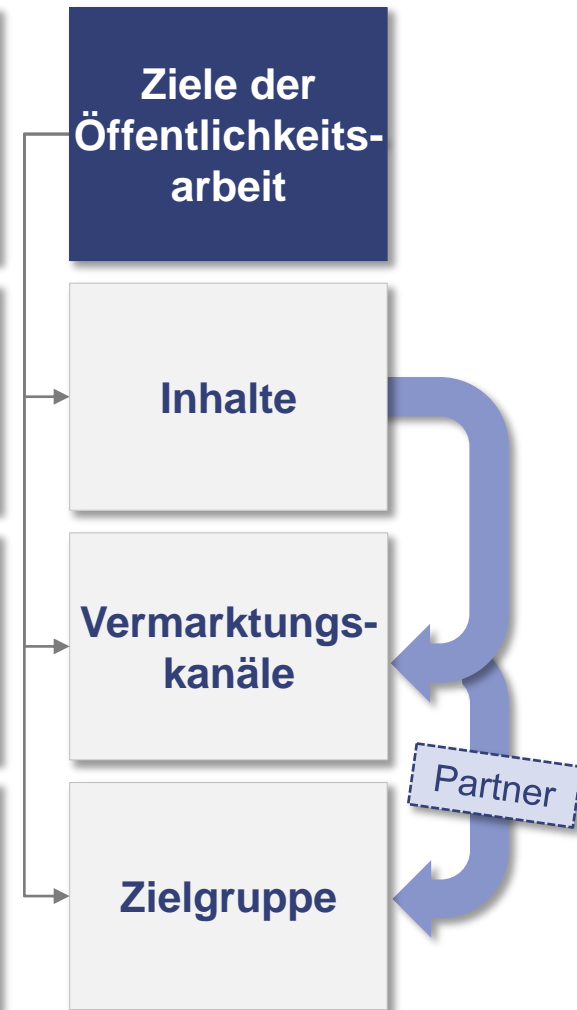 Ziele der
Öffentlichkeits-
arbeit
Inhalte
Vermarktungs-
kanäle
Partner
Zielgruppe